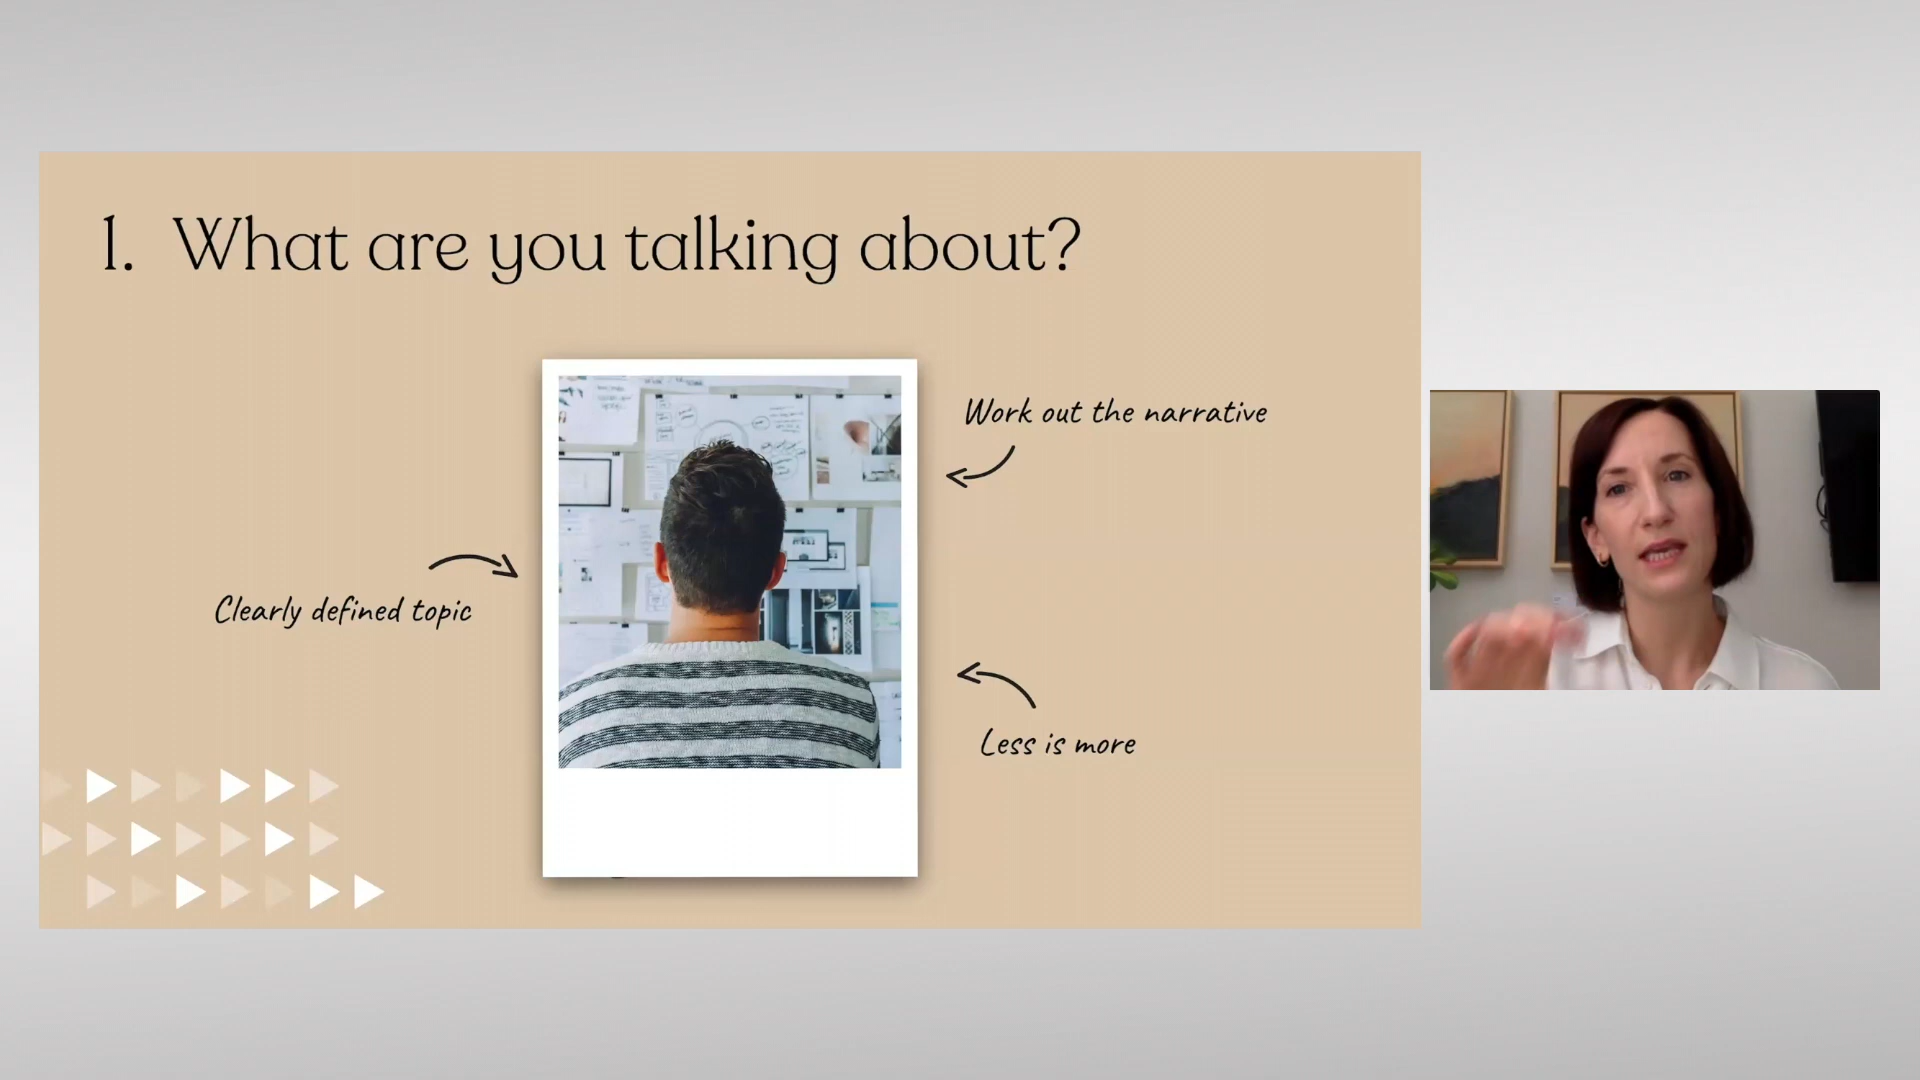 1. What are you talking about?
Work out the narrative
Clearly defined topic
Less is more